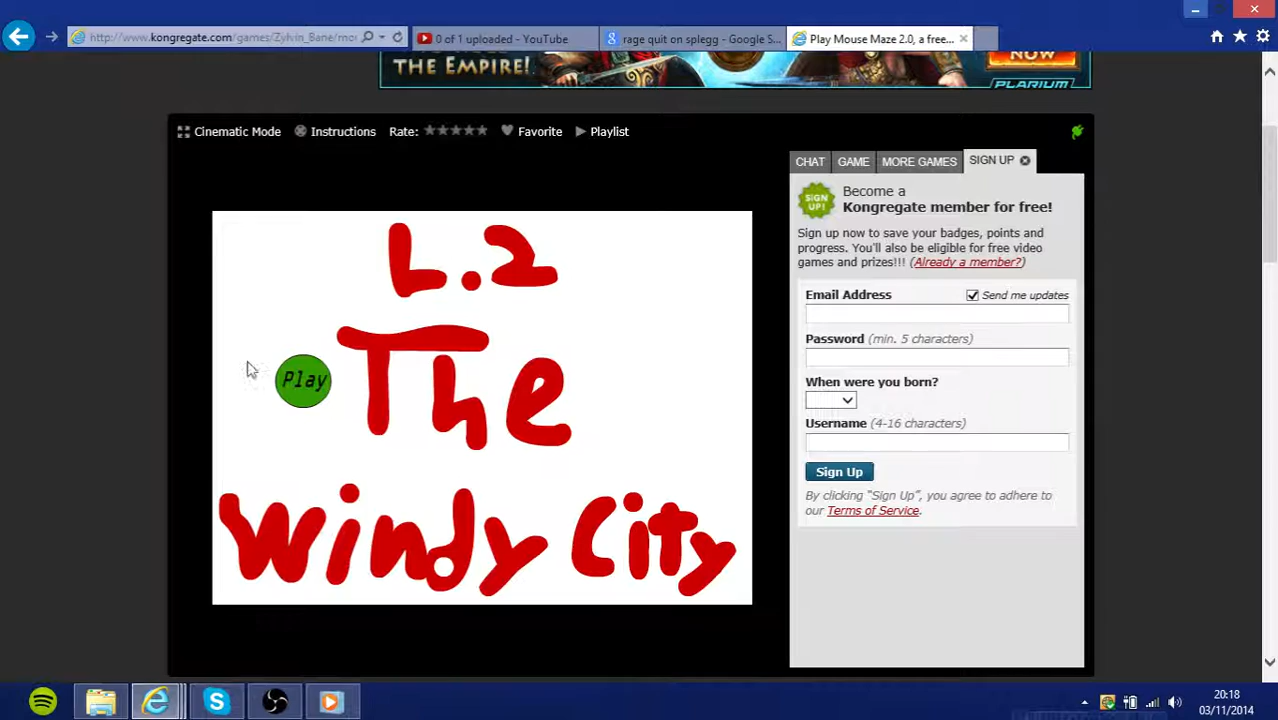 http://www.kongregate.com/games/Zylvin_Bane/mo
0 of 1 uploaded - YouTube
rage quit on splegg - Google S...
Play Mouse Maze 2.0, a free...
THE EMPIRE!
NOW
PLARIUM
Cinematic Mode
Instructions
Rate:
Favorite
Playlist
CHAT
GAME
MORE GAMES
SIGN UP
SIGN UP!
Become a
Kongregate member for free!
Sign up now to save your badges, points and
progress. You'll also be eligible for free video
games and prizes!!! (Already a member?)
Email Address
Send me updates
Password (min. 5 characters)
When were you born?
Username (4-16 characters)
Sign Up
By clicking "Sign Up", you agree to adhere to
our Terms of Service.
L.2
The
Play
Windy City
20:18
03/11/2014